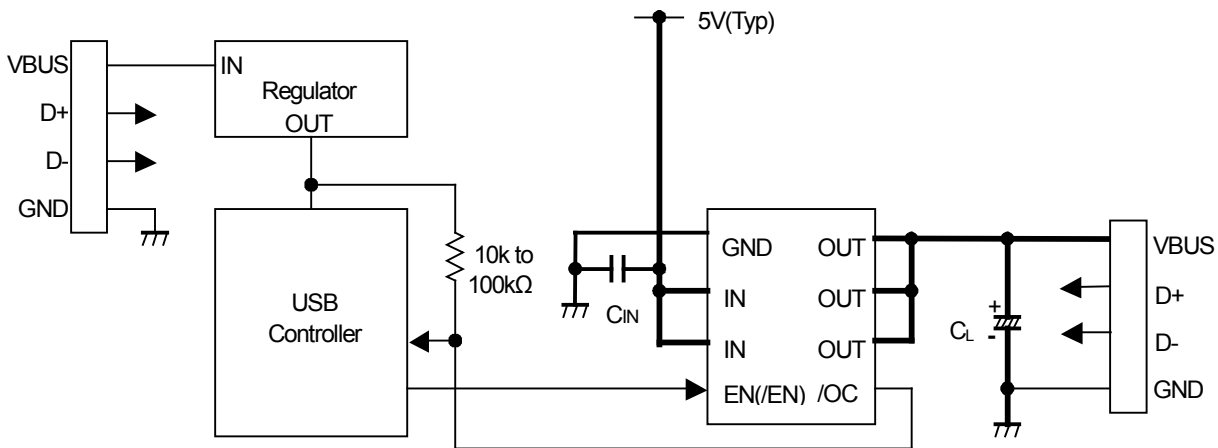 5V(Typ)
VBUS
D+
D-
GND
IN
Regulator
OUT
10k to
100kΩ
USB
Controller
CIN
GND
IN
IN
EN(/EN)
OUT
OUT
OUT
/OC
+
CL
-
VBUS
D+
D-
GND